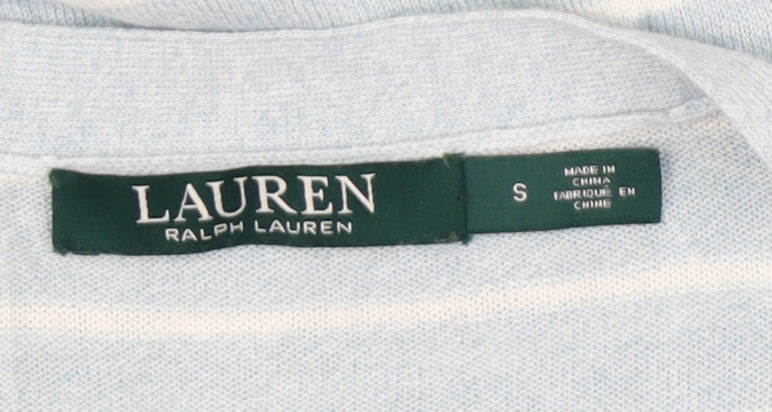 LAUREN
RALPH LAUREN
S
MADE IN
CHINA
FABRIQUÉ EN
CHINE